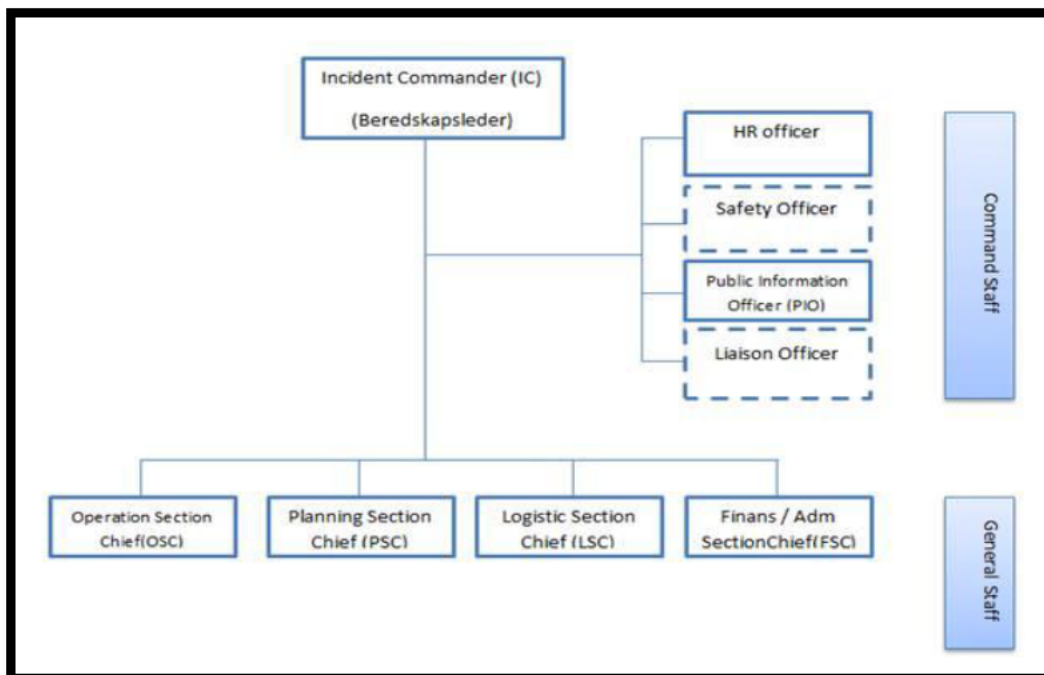 Incident Commander (IC)
(Beredskapsleder)
HR officer
Safety Officer
Public Information
Officer (PIO)
Liaison Officer
Command Staff
Operation Section
Chief(OSC)
Planning Section
Chief (PSC)
Logistic Section
Chief (LSC)
Finans / Adm
SectionChief(FSC)
General Staff